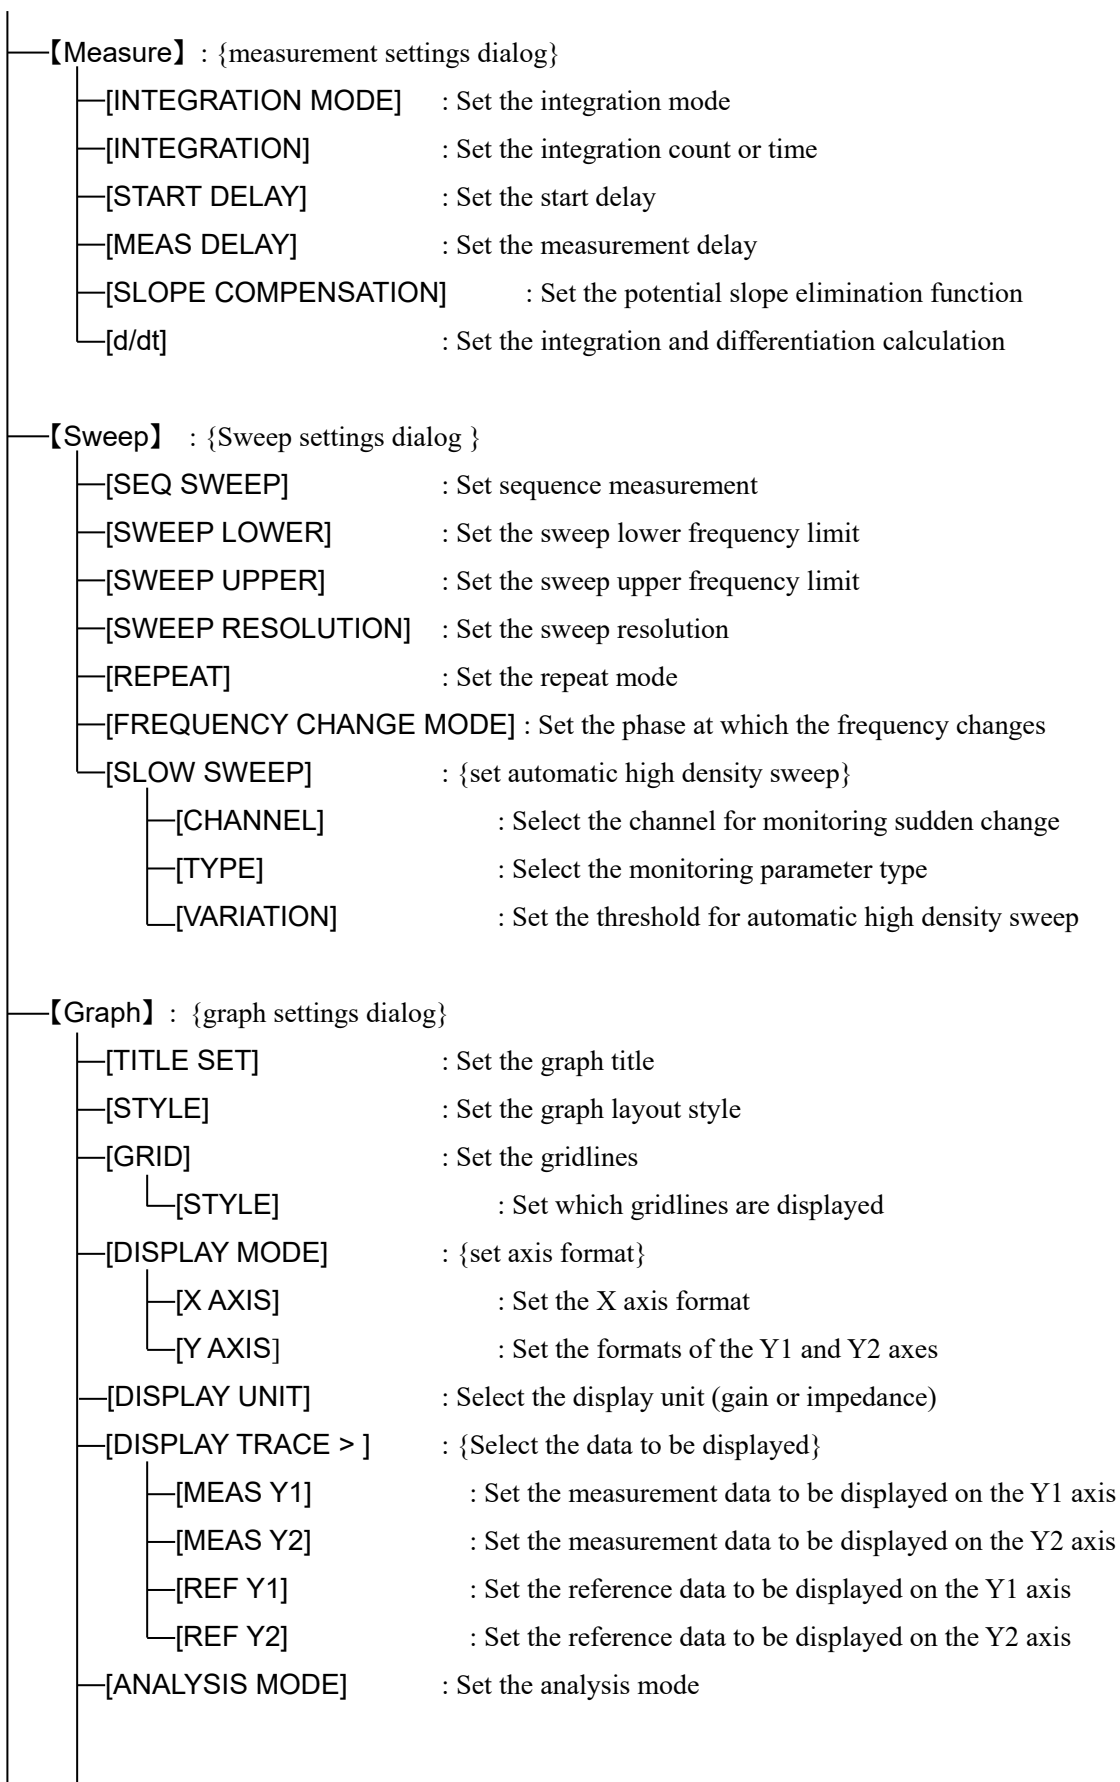 【Measure】 : {measurement settings dialog}
[INTEGRATION MODE] : Set the integration mode
[INTEGRATION] : Set the integration count or time
[START DELAY] : Set the start delay
[MEAS DELAY] : Set the measurement delay
[SLOPE COMPENSATION] : Set the potential slope elimination function
[d/dt] : Set the integration and differentiation calculation
【Sweep】 : {Sweep settings dialog }
[SEQ SWEEP] : Set sequence measurement
[SWEEP LOWER] : Set the sweep lower frequency limit
[SWEEP UPPER] : Set the sweep upper frequency limit
[SWEEP RESOLUTION] : Set the sweep resolution
[REPEAT] : Set the repeat mode
[FREQUENCY CHANGE MODE] : Set the phase at which the frequency changes
[SLOW SWEEP] : {set automatic high density sweep}
[CHANNEL] : Select the channel for monitoring sudden change
[TYPE] : Select the monitoring parameter type
[VARIATION] : Set the threshold for automatic high density sweep
【Graph】 : {graph settings dialog}
[TITLE SET] : Set the graph title
[STYLE] : Set the graph layout style
[GRID] : Set the gridlines
[STYLE] : Set which gridlines are displayed
[DISPLAY MODE] : {set axis format}
[X AXIS] : Set the X axis format
[Y AXIS] : Set the formats of the Y1 and Y2 axes
[DISPLAY UNIT] : Select the display unit (gain or impedance)
[DISPLAY TRACE > ] : {Select the data to be displayed}
[MEAS Y1] : Set the measurement data to be displayed on the Y1 axis
[MEAS Y2] : Set the measurement data to be displayed on the Y2 axis
[REF Y1] : Set the reference data to be displayed on the Y1 axis
[REF Y2] : Set the reference data to be displayed on the Y2 axis
[ANALYSIS MODE] : Set the analysis mode